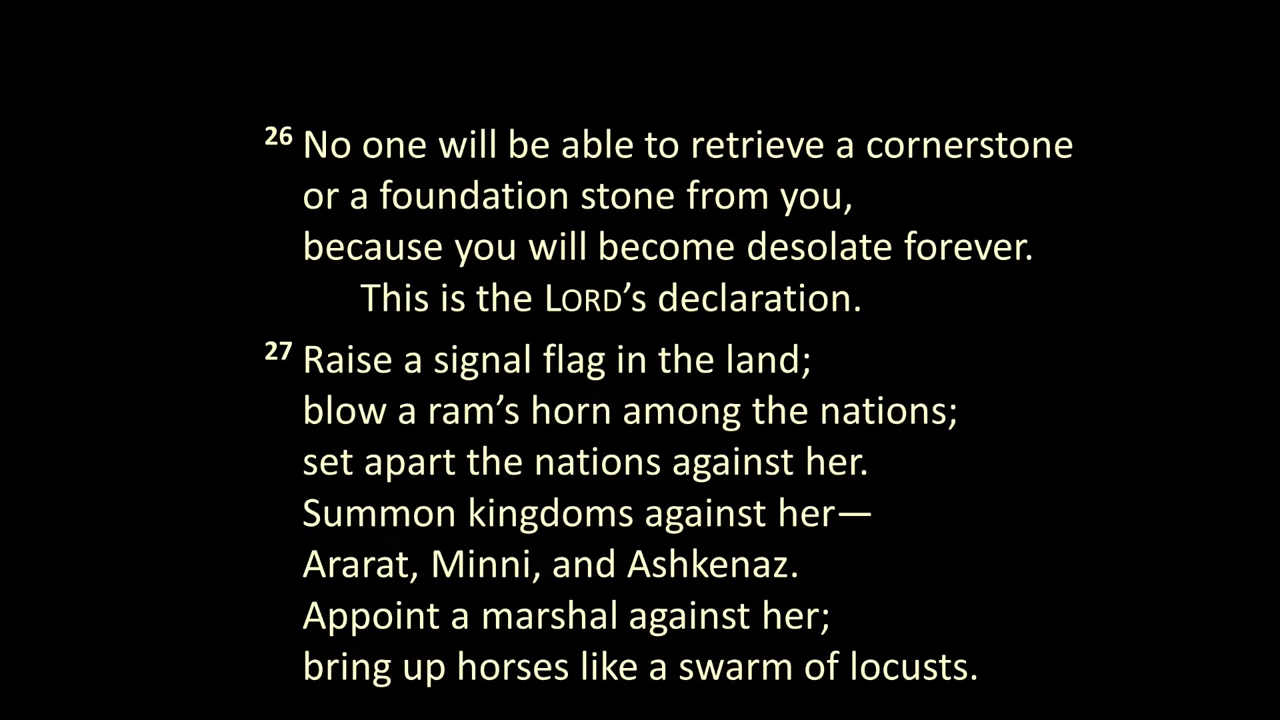 26 No one will be able to retrieve a cornerstone
or a foundation stone from you,
because you will become desolate forever.
This is the LORD’s declaration.
27 Raise a signal flag in the land;
blow a ram’s horn among the nations;
set apart the nations against her.
Summon kingdoms against her—
Ararat, Minni, and Ashkenaz.
Appoint a marshal against her;
bring up horses like a swarm of locusts.